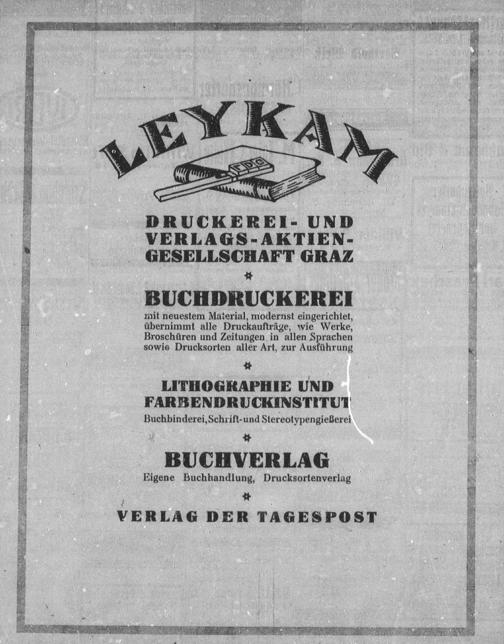 LEYKAM
DRUCKEREI- UND
VERLAGS-AKTIEN-
GESELLSCHAFT GRAZ
BUCHDRUCKEREI
mit neuestem Material, modernst eingerichtet,
übernimmt alle Druckaufträge, wie Werke,
Broschüren und Zeitungen in allen Sprachen
sowie Drucksorten aller Art, zur Ausführung
LITHOGRAPHIE UND
FARBENDRUCKINSTITUT
Buchbinderei, Schrift- und Stereotypengießerei
BUCHVERLAG
Eigene Buchhandlung, Drucksortenverlag
VERLAG DER TAGESPOST